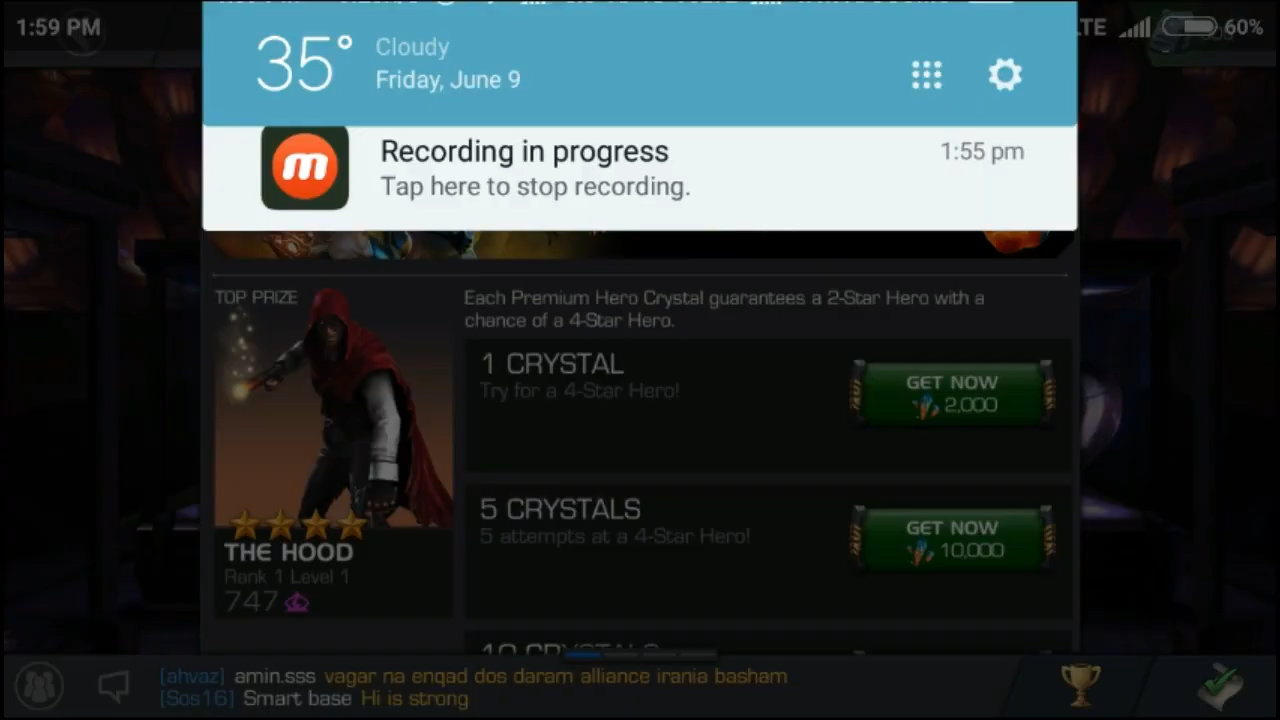 1:59 PM
LTE
60%
35°
Cloudy
Friday, June 9
m
Recording in progress
1:55 pm
Tap here to stop recording.
TOP PRIZE
Each Premium Hero Crystal guarantees a 2-Star Hero with a
chance of a 4-Star Hero.
1 CRYSTAL
Try for a 4-Star Hero!
GET NOW
2,000
5 CRYSTALS
5 attempts at a 4-Star Hero!
GET NOW
10,000
THE HOOD
Rank 1 Level 1
747
[ahvaz] amin.sss vagar na enqad dos daram alliance irania basham
[Sos16] Smart base Hi is strong